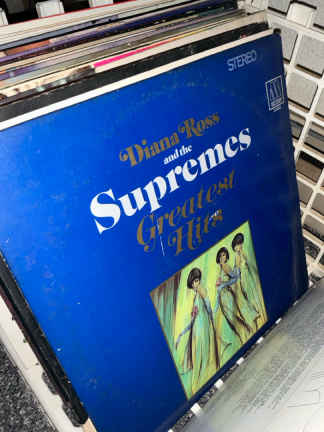 STEREO
Diana Ross
and the
Supremes
Greatest
Hits